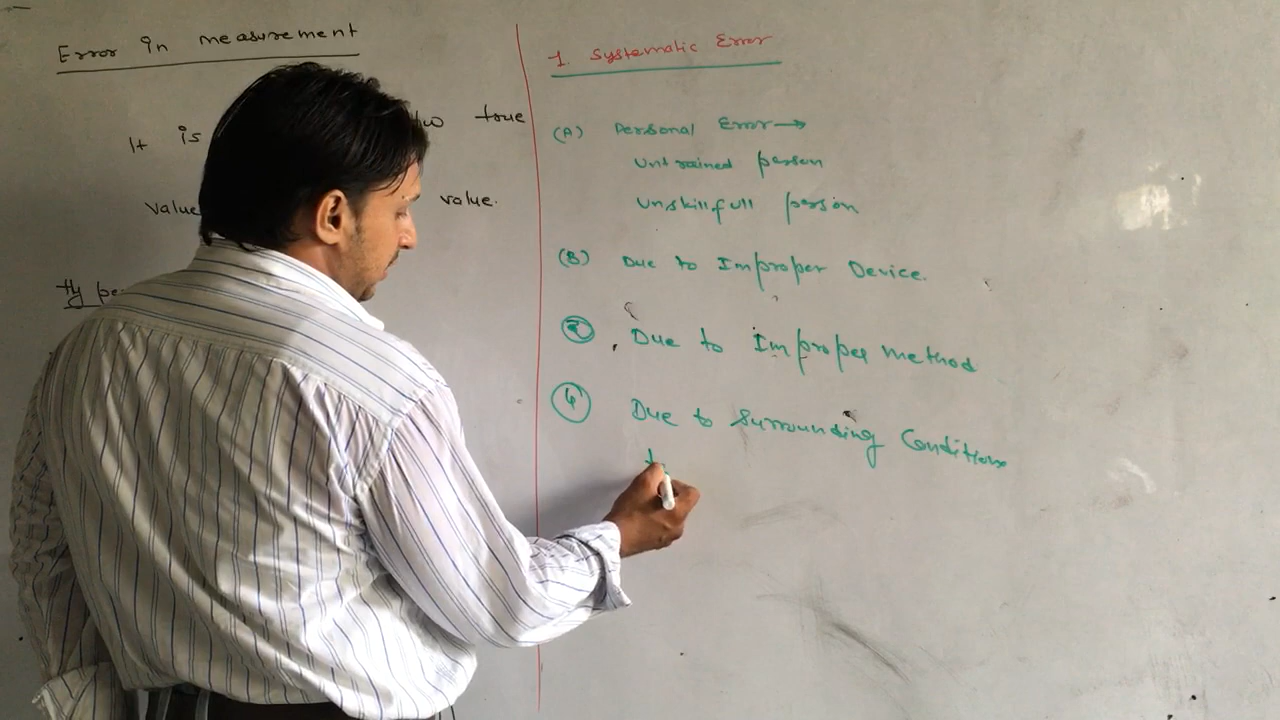 Error in measurement
It is true
value value.
1. Systematic Error
(A) Personal Error →
Untrained person
Unskillfull person
(B) Due to Improper Device.
Due to Improper method
Due to Surrounding Conditions